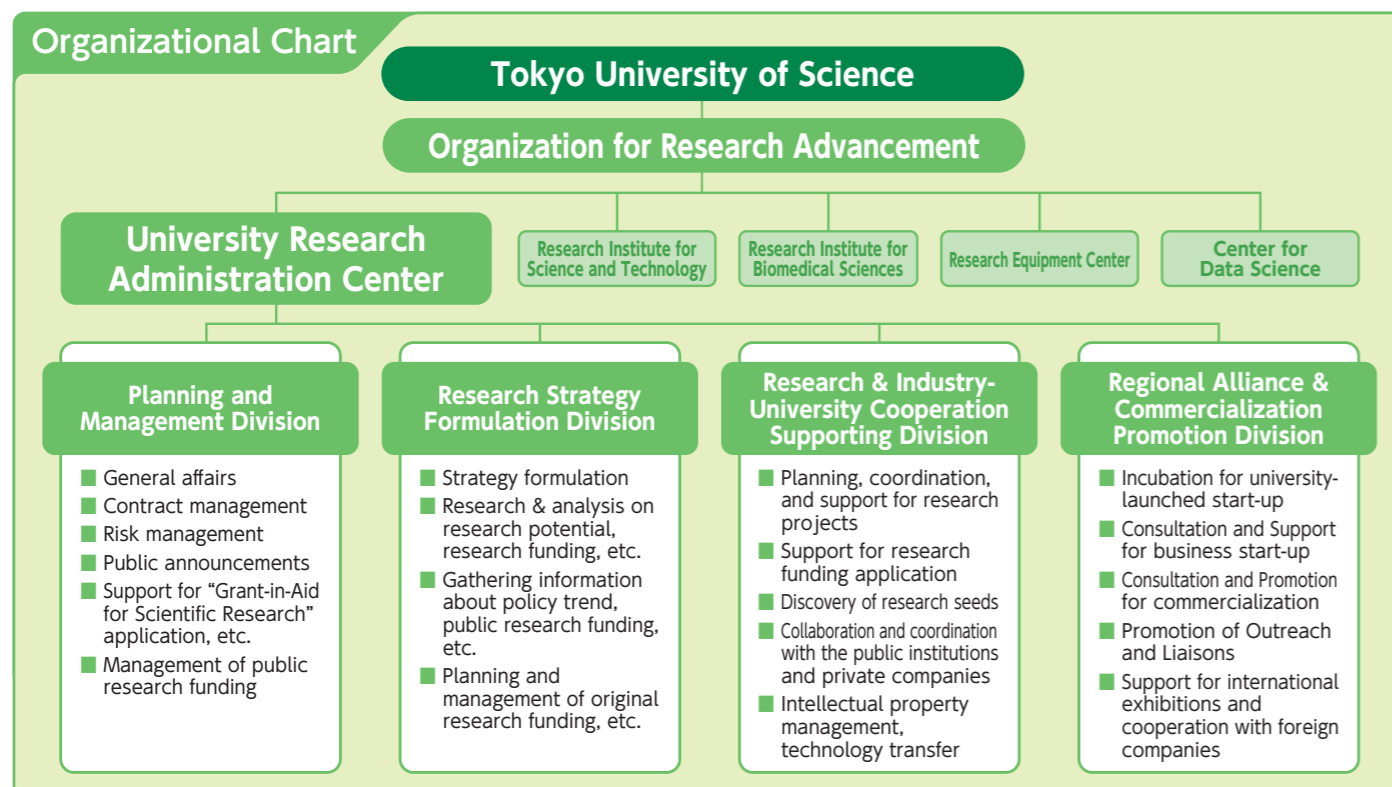 Organizational Chart
Tokyo University of Science
Organization for Research Advancement
University Research
Administration Center
Research Institute for
Science and Technology
Research Institute for
Biomedical Sciences
Research Equipment Center
Center for
Data Science
Planning and
Management Division
■ General affairs
■ Contract management
■ Risk management
■ Public announcements
■ Support for “Grant-in-Aid
for Scientific Research”
application, etc.
■ Management of public
research funding
Research Strategy
Formulation Division
■ Strategy formulation
■ Research & analysis on
research potential,
research funding, etc.
■ Gathering information
about policy trend,
public research funding,
etc.
■ Planning and
management of original
research funding, etc.
Research & Industry-
University Cooperation
Supporting Division
■ Planning, coordination,
and support for research
projects
■ Support for research
funding application
■ Discovery of research seeds
■ Collaboration and coordination
with the public institutions
and private companies
■ Intellectual property
management,
technology transfer
Regional Alliance &
Commercialization
Promotion Division
■ Incubation for university-
launched start-up
■ Consultation and Support
for business start-up
■ Consultation and Promotion
for commercialization
■ Promotion of Outreach
and Liaisons
■ Support for international
exhibitions and
cooperation with foreign
companies